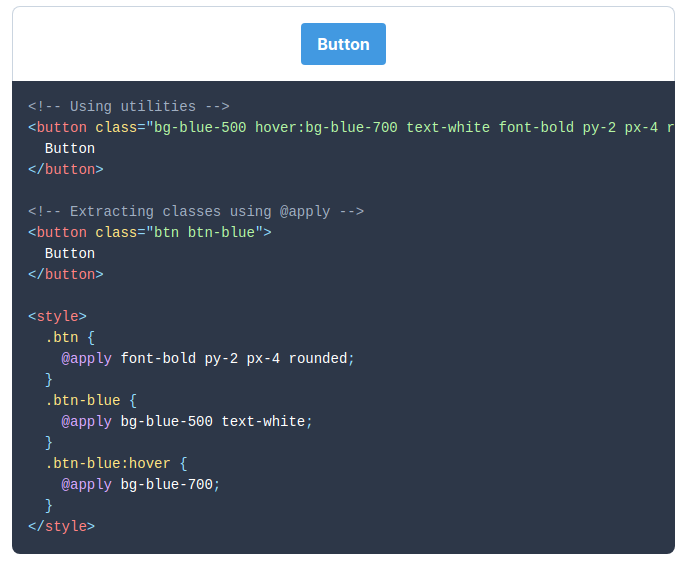 Button
<!-- Using utilities -->
<button class="bg-blue-500 hover:bg-blue-700 text-white font-bold py-2 px-4
  Button
</button>
<!-- Extracting classes using @apply -->
<button class="btn btn-blue">
  Button
</button>
<style>
  .btn {
    @apply font-bold py-2 px-4 rounded;
  }
  .btn-blue {
    @apply bg-blue-500 text-white;
  }
  .btn-blue:hover {
    @apply bg-blue-700;
  }
</style>